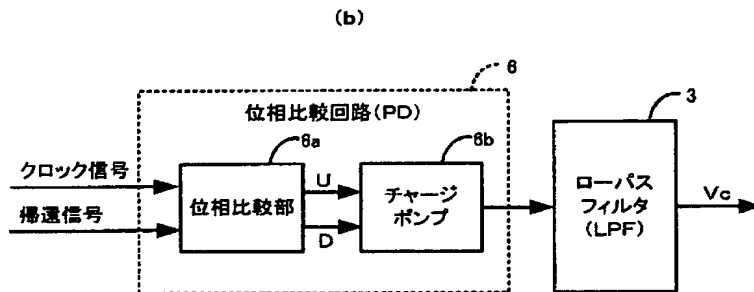 (b)
6
位相比較回路(PD)
3
6a
6b
クロック信号
帰還信号
位相比較部
U
D
チャージ
ポンプ
ローパス
フィルタ
(LPF)
Vc